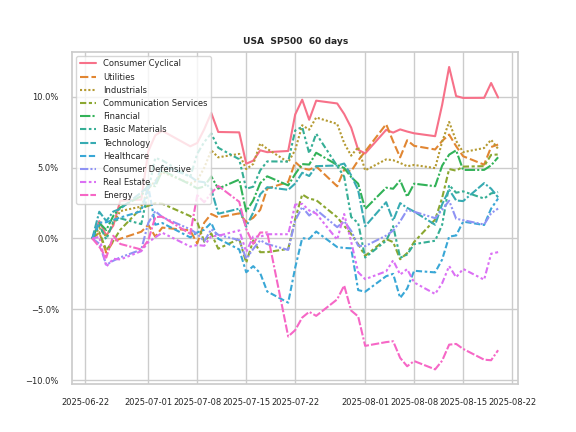 USA  SP500  60 days
Consumer Cyclical
Utilities
Industrials
Communication Services
Financial
Basic Materials
Technology
Healthcare
Consumer Defensive
Real Estate
Energy
10.0%
5.0%
0.0%
−5.0%
−10.0%
2025-06-22 2025-07-01 2025-07-08 2025-07-15 2025-07-22 2025-08-01 2025-08-08 2025-08-15 2025-08-22